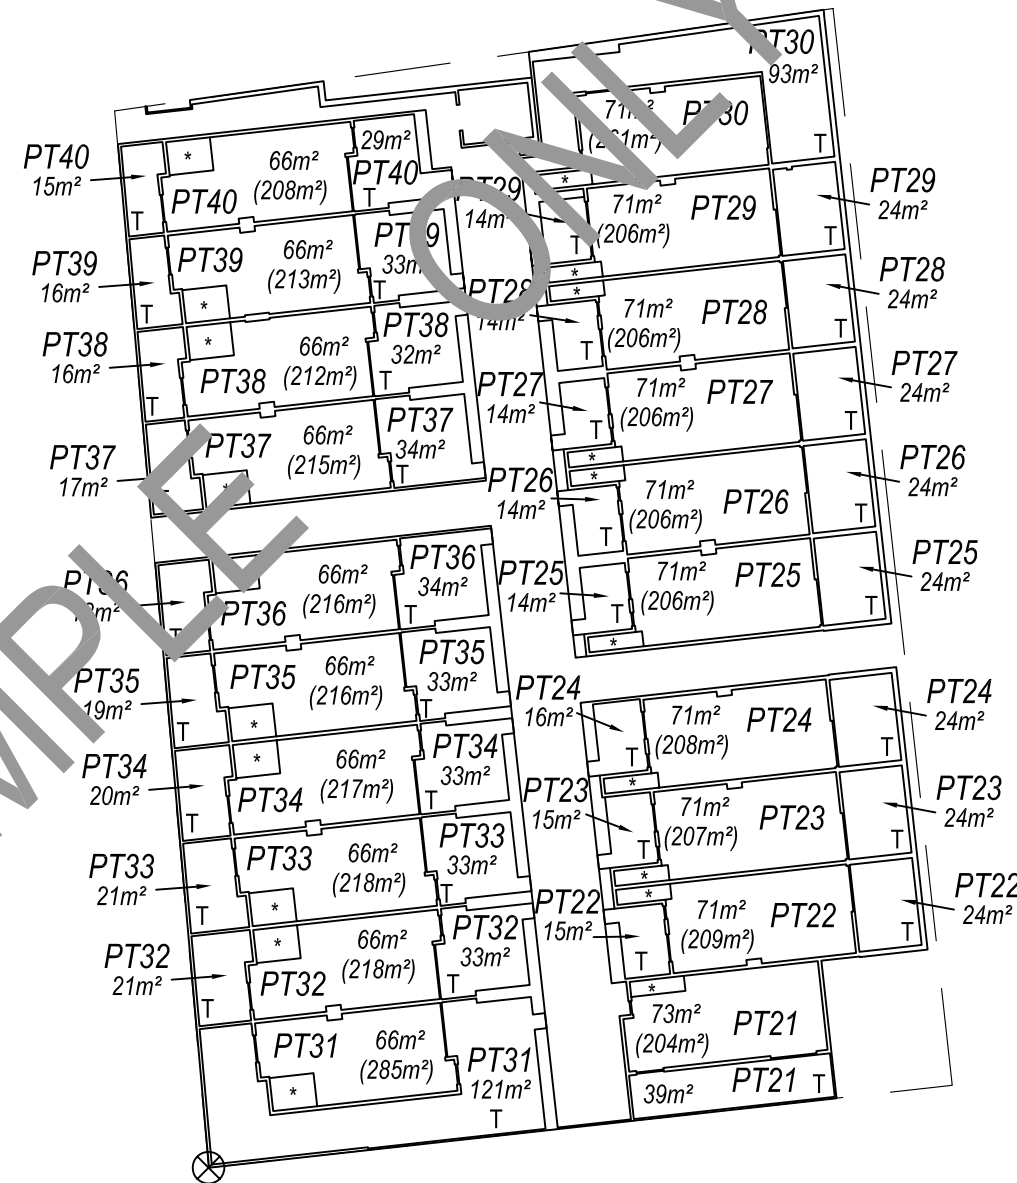 PT30
93m²
71m²
PT30
T
29m²
66m²
(208m²)
PT40
15m²
*
PT40
T
PT40
T
*
14m²
T
71m²
(206m²)
PT29
PT29
24m²
T
PT39
16m²
PT39
66m²
(213m²)
*
T
T
*
*
PT28
T
71m²
(206m²)
PT28
PT28
24m²
T
PT38
16m²
*
66m²
(212m²)
PT38
T
PT38
32m²
T
PT27
14m²
T
71m²
(206m²)
PT27
PT27
24m²
T
PT37
17m²
PT37
66m²
(215m²)
PT37
34m²
T
*
*
PT26
14m²
T
71m²
(206m²)
PT26
PT26
24m²
T
66m²
(216m²)
PT36
PT36
34m²
T
PT25
14m²
T
*
71m²
(206m²)
PT25
PT25
24m²
T
PT35
19m²
T
PT35
66m²
(216m²)
*
PT35
33m²
T
PT24
16m²
T
*
71m²
(208m²)
PT24
PT24
24m²
T
PT34
20m²
T
*
66m²
(217m²)
PT34
PT34
33m²
T
PT23
15m²
T
*
71m²
(207m²)
PT23
PT23
24m²
T
PT33
21m²
T
PT33
66m²
(218m²)
*
PT33
33m²
T
PT22
15m²
T
*
71m²
(209m²)
PT22
PT22
24m²
T
PT32
21m²
T
*
66m²
(218m²)
PT32
PT32
33m²
T
*
73m²
(204m²)
PT21
PT31
66m²
(285m²)
*
PT31
121m²
T
39m²
PT21
T
MPLE
ONLY